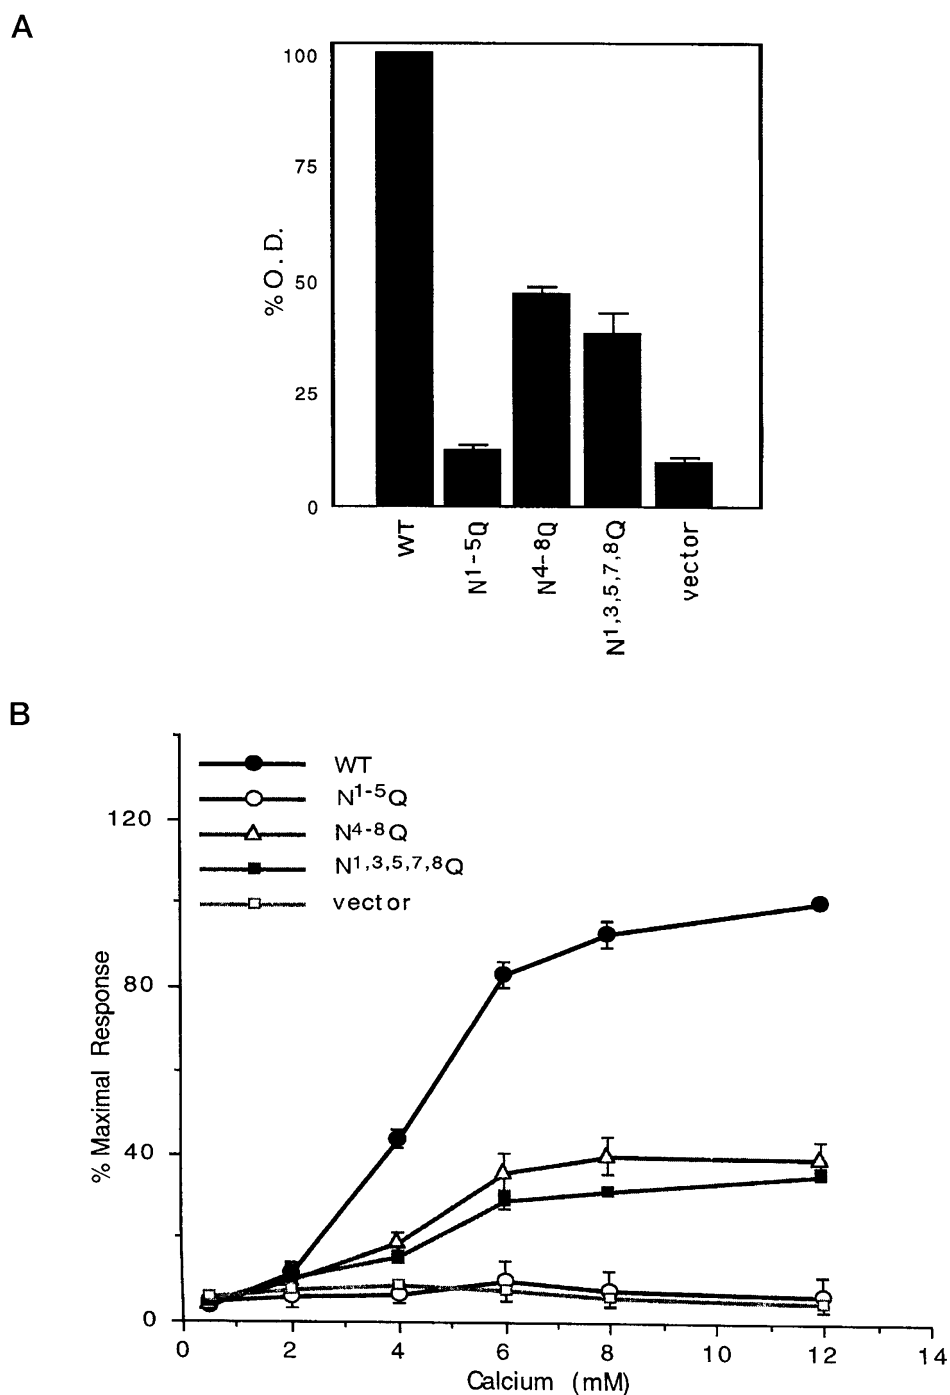 A
100
75
50
25
0
% O.D.
WT
N1-5Q
N4-8Q
N1,3,5,7,8Q
vector
B
WT
N1-5Q
N4-8Q
N1,3,5,7,8Q
vector
120
80
40
0
% Maximal Response
0 2 4 6 8 10 12 14
Calcium (mM)